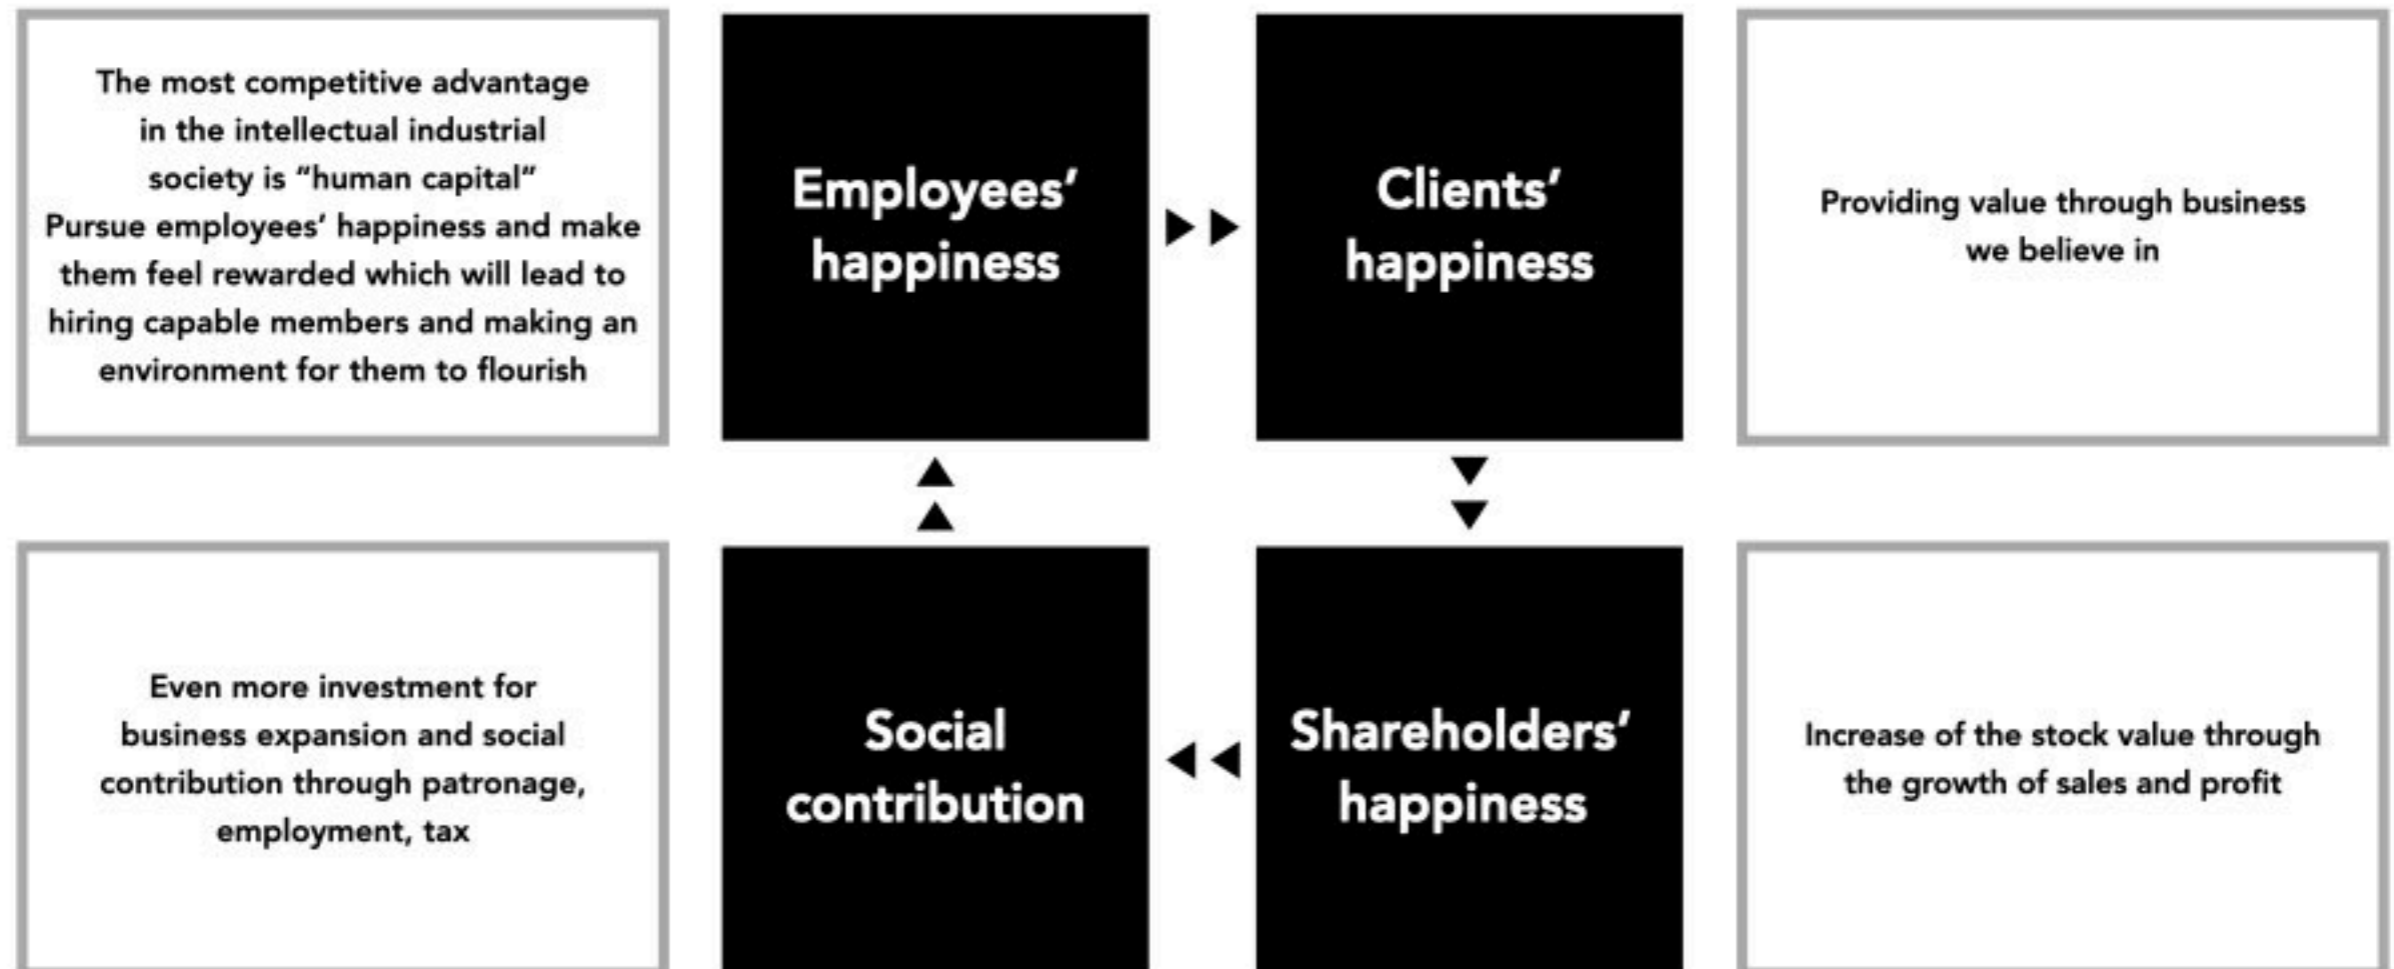 The most competitive advantage
in the intellectual industrial
society is “human capital”
Pursue employees’ happiness and make
them feel rewarded which will lead to
hiring capable members and making an
environment for them to flourish
Employees’
happiness
Clients’
happiness
Providing value through business
we believe in
Even more investment for
business expansion and social
contribution through patronage,
employment, tax
Social
contribution
Shareholders’
happiness
Increase of the stock value through
the growth of sales and profit